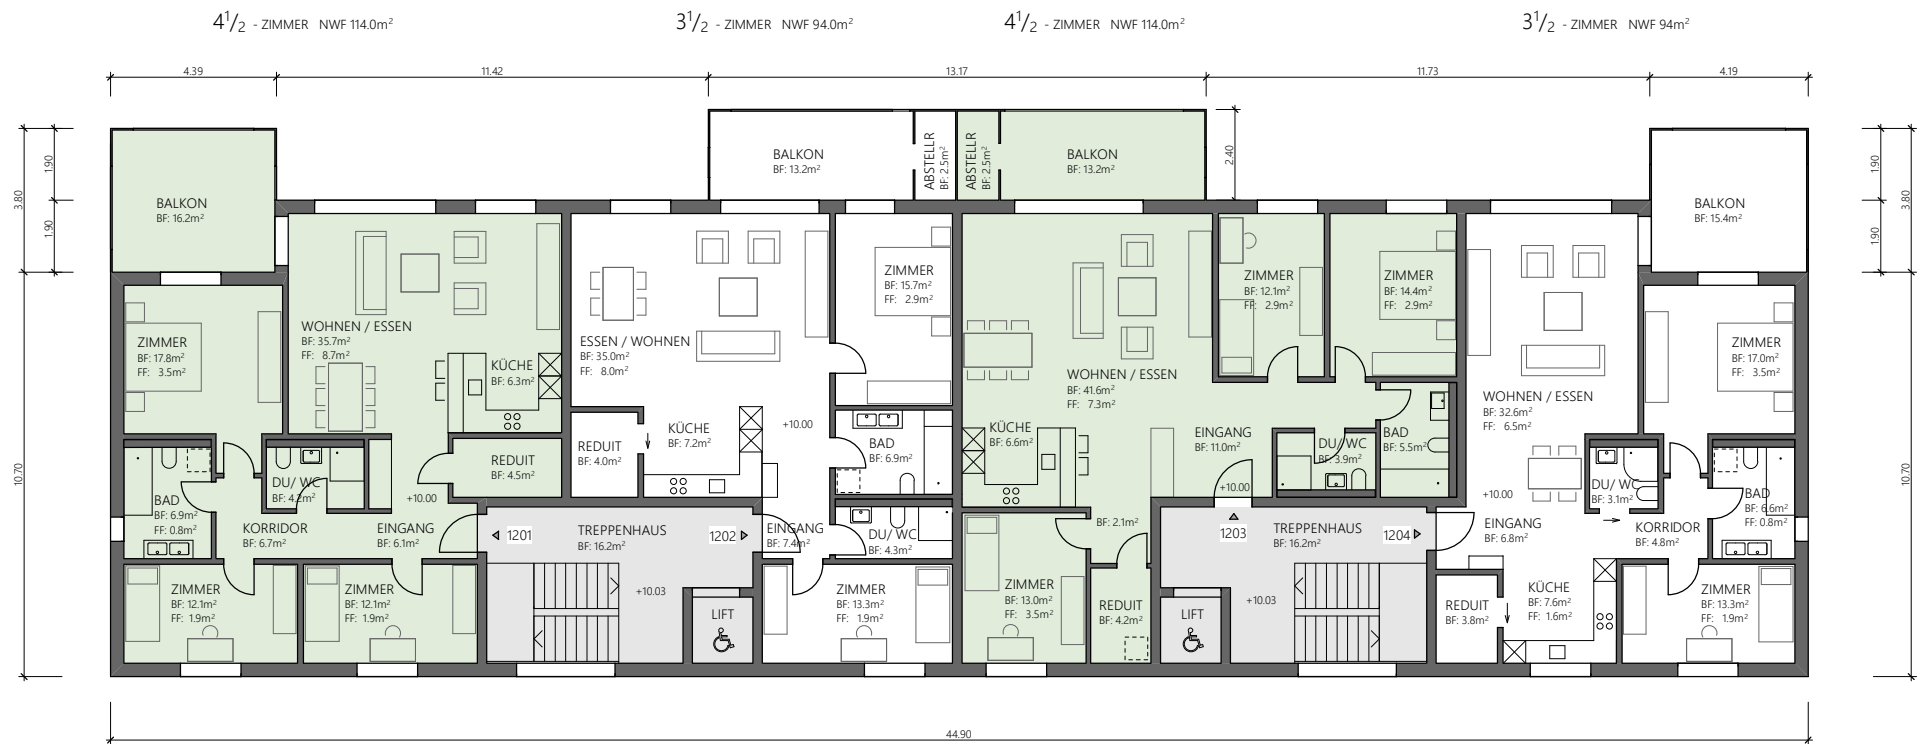 4 1/2 - ZIMMER NWF 114.0m²
3 1/2 - ZIMMER NWF 94.0m²
4 1/2 - ZIMMER NWF 114.0m²
3 1/2 - ZIMMER NWF 94m²
4.39
11.42
13.17
11.73
4.19
3.80
1.90
1.90
10.70
2.40
1.90
1.90
3.80
10.70
BALKON
BF: 16.2m²
WOHNEN / ESSEN
BF: 35.7m²
FF: 8.7m²
KÜCHE
BF: 6.3m²
ZIMMER
BF: 17.8m²
FF: 3.5m²
REDUIT
BF: 4.5m²
BAD
BF: 6.9m²
FF: 0.8m²
DU/ WC
BF: 4.2m²
+10.00
KORRIDOR
BF: 6.7m²
EINGANG
BF: 6.1m²
ZIMMER
BF: 12.1m²
FF: 1.9m²
ZIMMER
BF: 12.1m²
FF: 1.9m²
1201
TREPPENHAUS
BF: 16.2m²
1202
+10.03
LIFT
BALKON
BF: 13.2m²
ABSTELLR
BF: 2.5m²
ESSEN / WOHNEN
BF: 35.0m²
FF: 8.0m²
ZIMMER
BF: 15.7m²
FF: 2.9m²
REDUIT
BF: 4.0m²
KÜCHE
BF: 7.2m²
+10.00
BAD
BF: 6.9m²
EINGANG
BF: 7.4m²
DU/ WC
BF: 4.3m²
ZIMMER
BF: 13.3m²
FF: 1.9m²
ABSTELLR
BF: 2.5m²
BALKON
BF: 13.2m²
WOHNEN / ESSEN
BF: 41.6m²
FF: 7.3m²
ZIMMER
BF: 12.1m²
FF: 2.9m²
ZIMMER
BF: 14.4m²
FF: 2.9m²
KÜCHE
BF: 6.6m²
EINGANG
BF: 11.0m²
DU/ WC
BF: 3.9m²
BAD
BF: 5.5m²
+10.00
BF: 2.1m²
ZIMMER
BF: 13.0m²
FF: 3.5m²
REDUIT
BF: 4.2m²
1203
TREPPENHAUS
BF: 16.2m²
1204
+10.03
LIFT
BALKON
BF: 15.4m²
WOHNEN / ESSEN
BF: 32.6m²
FF: 6.5m²
ZIMMER
BF: 17.0m²
FF: 3.5m²
+10.00
DU/ WC
BF: 3.1m²
BAD
BF: 6.6m²
FF: 0.8m²
EINGANG
BF: 6.8m²
KORRIDOR
BF: 4.8m²
REDUIT
BF: 3.8m²
KÜCHE
BF: 7.6m²
FF: 1.6m²
ZIMMER
BF: 13.3m²
FF: 1.9m²
44.90